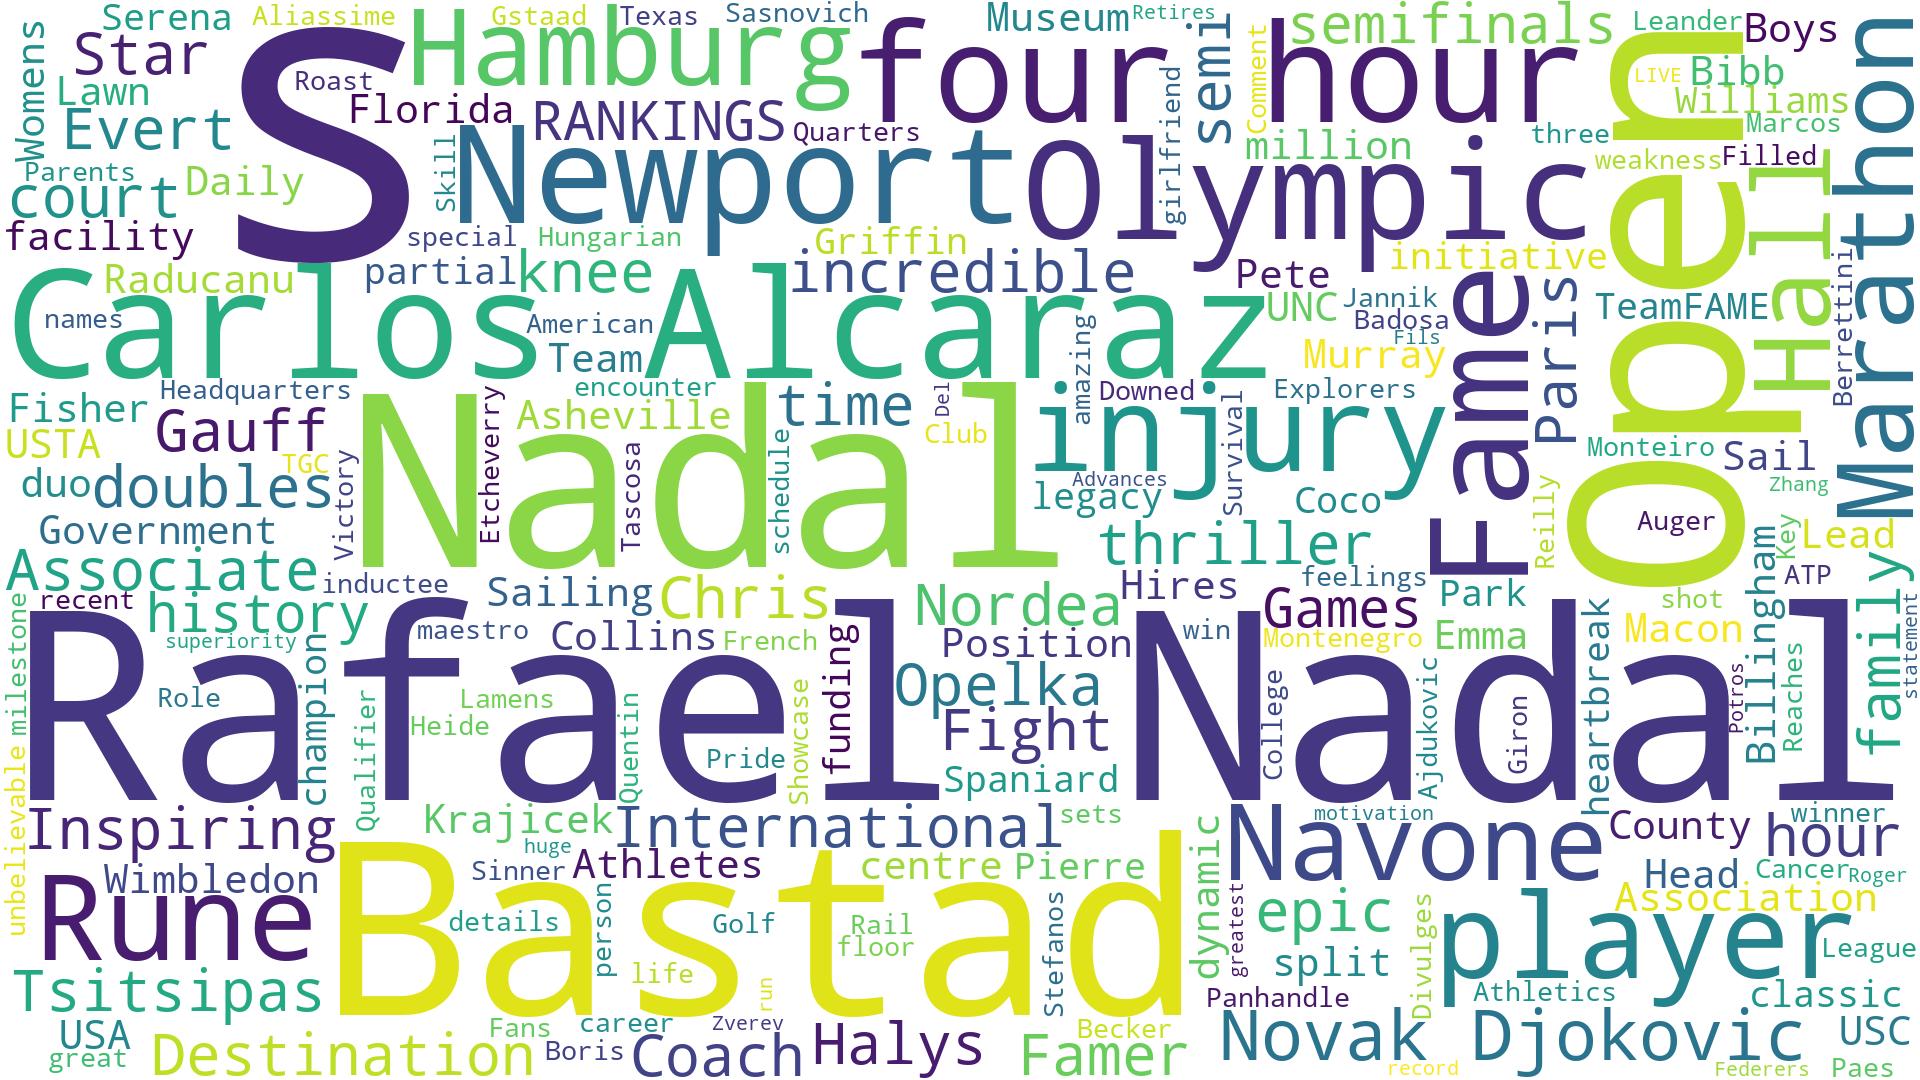 Serena
Aliassime
Gstaad
Texas
Sasnovich
Museum
Retires
Leander
Boys
Star
S
Hamburg
four
hour
semifinals
semi
Womens
Roast
Lawn
Florida
LIVE
Bibb
Evert
RANKINGS
Quarters
Comment
Williams
Marcos
three
Parents
Skill
Newport
Olympic
girlfriend
million
weakness
Filled
court
Daily
Open
Hall
Marathon
facility
special
Hungarian
Griffin
initiative
Raducanu
partial
knee
incredible
Pete
Carlos Alcaraz
UNC
Jannik
Fame
Paris
TeamFAME
Berrettini
names
American
Badosa
Fils
Team
amazing
Murray
Headquarters
encounter
Downed
Explorers
Fisher
Gauff
Asheville
time
Del
injury
USTA
Etcheverry
Club
Survival
Monteiro
Sail
TGC
Nadal
duo
doubles
Victory
Tascosa
schedule
legacy
Advances
Coco
Reilly
Zhang
Government
thriller
Auger
Key
Lead
Associate
inductee
Sailing
Chris
Nordea
Hires
feelings
Park
Billingham
ATP
family
recent
history
Games
shot
statement
milestone
superiority
maestro
Collins
French
Position
win
Montenegro
Emma
heartbreak
Macon
Rafael Nadal
champion
funding
Role
Lamens
Opelka
College
Ajdukovic
Giron
Potros
Reaches
Qualifier
Heide
Quentin
Pride
Showcase
Fight
unbelievable
Spaniard
Inspiring
Krajicek
International
sets
motivation
winner
huge
Navone
County
hour
Wimbledon
Sinner
Athletes
centre
Pierre
dynamic
Head
Cancer
Roger
Rune
Bastad
greatest
epic
Association
details
person
Golf
Rail
floor
Stefanos
player
League
Tsitsipas
life
run
split
Divulges
Panhandle
Athletics
classic
USA
Fans
career
Zverev
Becker
Novak Djokovic
USC
great
Destination
Boris
Coach
Halys
Famer
record
Federers
Paes